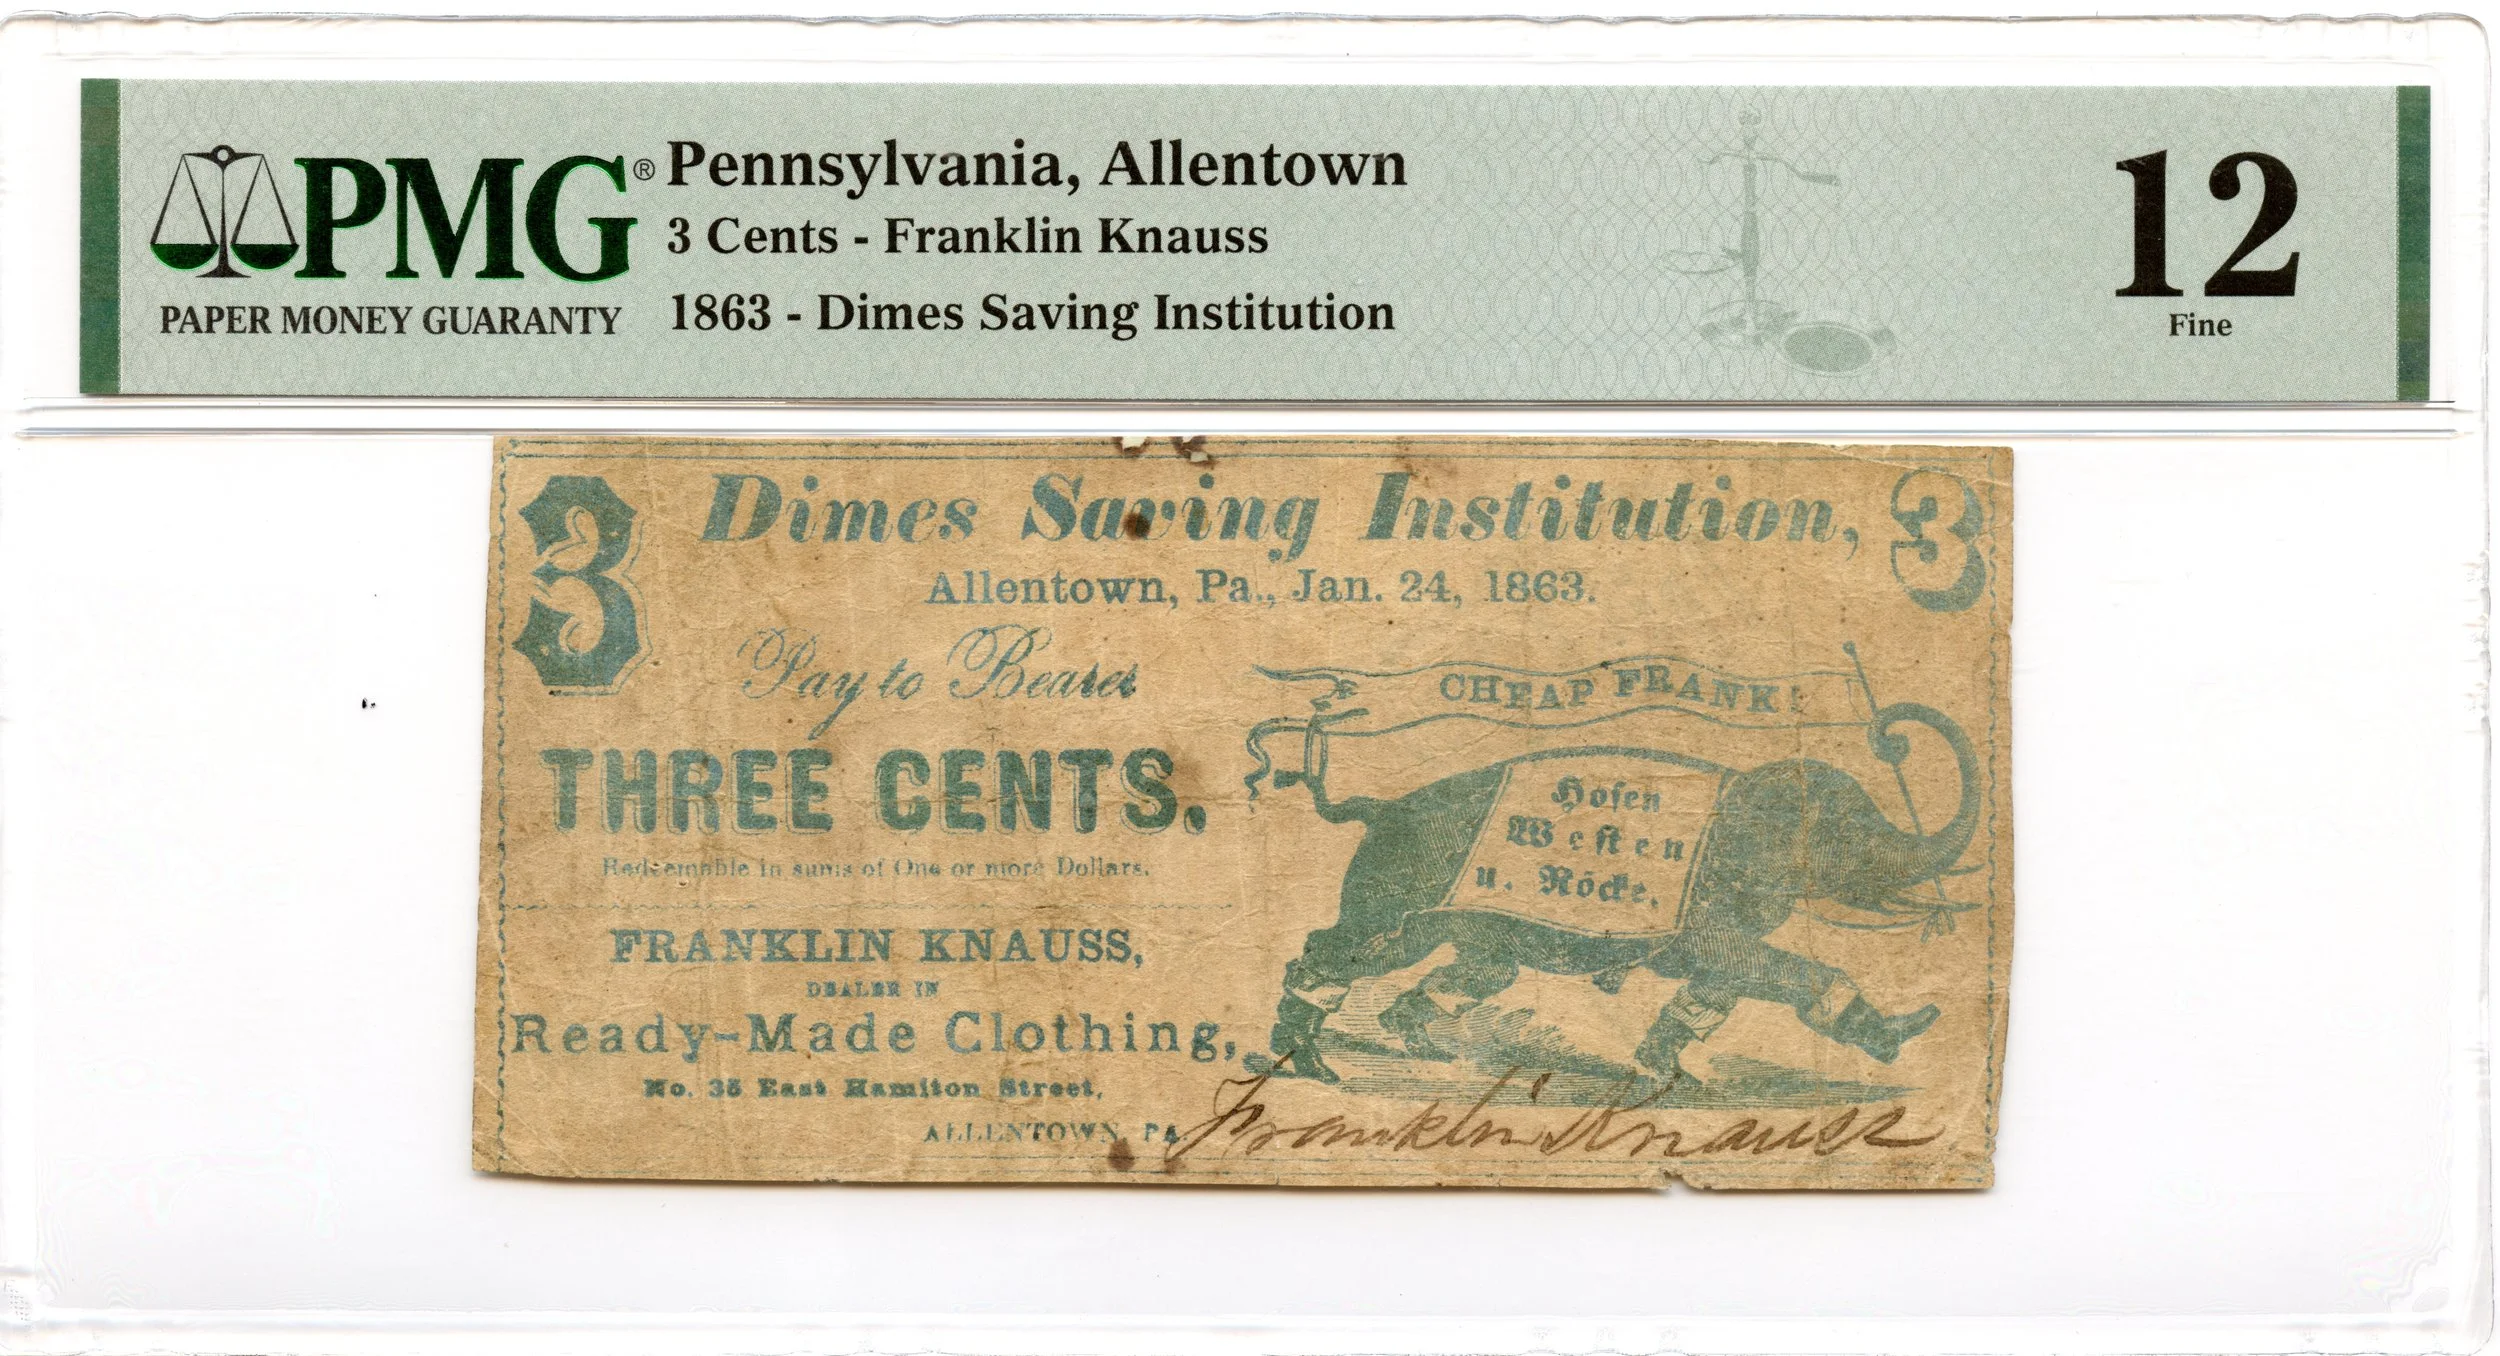 PMG®
PAPER MONEY GUARANTY
Pennsylvania, Allentown
3 Cents - Franklin Knauss
1863 - Dimes Saving Institution
12
Fine
3 Dimes Saving Institution, 3
Allentown, Pa., Jan. 24, 1863.
Pay to Bearer
THREE CENTS.
Redeemable in sums of One or more Dollars.
FRANKLIN KNAUSS,
DEALER IN
Ready-Made Clothing,
No. 35 East Hamilton Street,
ALLENTOWN, PA.
CHEAP FRANK!
Hosen
Westen
u. Röcke.
Franklin Knauss